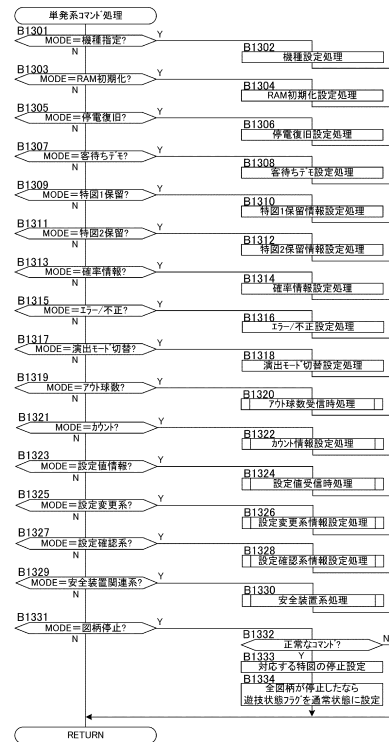 単発系コマンド処理
B1301
MODE=機種指定?
Y
N
B1302
機種設定処理
B1303
MODE=RAM初期化?
Y
N
B1304
RAM初期化設定処理
B1305
MODE=停電復旧?
Y
N
B1306
停電復旧設定処理
B1307
MODE=客待ちデモ?
Y
N
B1308
客待ちデモ設定処理
B1309
MODE=特図1保留?
Y
N
B1310
特図1保留情報設定処理
B1311
MODE=特図2保留?
Y
N
B1312
特図2保留情報設定処理
B1313
MODE=確率情報?
Y
N
B1314
確率情報設定処理
B1315
MODE=エラー/不正?
Y
N
B1316
エラー/不正設定処理
B1317
MODE=演出モード切替?
Y
N
B1318
演出モード切替設定処理
B1319
MODE=アウト球数?
Y
N
B1320
アウト球数受信時処理
B1321
MODE=カウント?
Y
N
B1322
カウント情報設定処理
B1323
MODE=設定値情報?
Y
N
B1324
設定値受信時処理
B1325
MODE=設定変更系?
Y
N
B1326
設定変更系情報設定処理
B1327
MODE=設定確認系?
Y
N
B1328
設定確認系情報設定処理
B1329
MODE=安全装置関連系?
Y
N
B1330
安全装置系処理
B1331
MODE=図柄停止?
Y
N
B1332
正常なコマンド?
N
Y
B1333
対応する特図の停止設定
B1334
全図柄が停止したなら
遊技状態フラグを通常状態に設定
RETURN